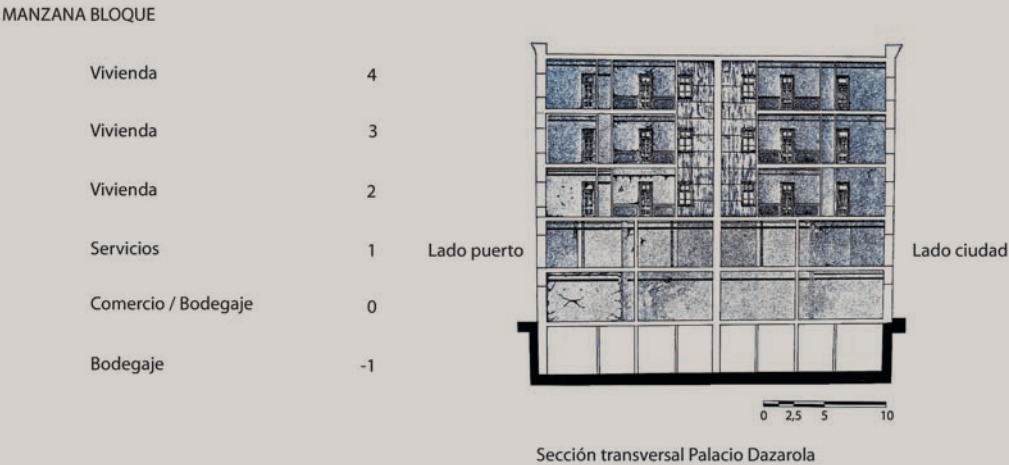 MANZANA BLOQUE
Vivienda 4
Vivienda 3
Vivienda 2
Servicios 1
Lado puerto
Lado ciudad
Comercio / Bodegaje 0
Bodegaje -1
0 2,5 5 10
Sección transversal Palacio Dazarola